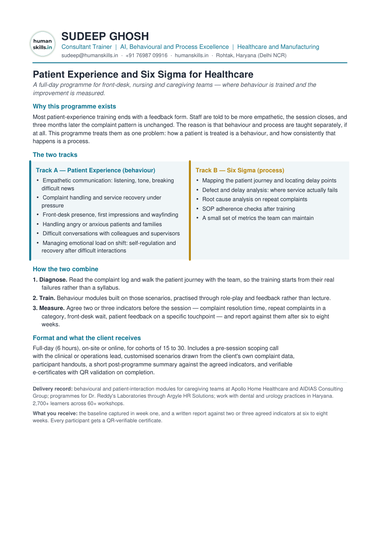 human
skills.in
SUDEEP GHOSH
Consultant Trainer | AI, Behavioural and Process Excellence | Healthcare and Manufacturing
sudeep@humanskills.in · +91 76987 09916 · humanskills.in · Rohtak, Haryana (Delhi NCR)
Patient Experience and Six Sigma for Healthcare
A full-day programme for front-desk, nursing and caregiving teams — where behaviour is trained and the
improvement is measured.
Why this programme exists
Most patient-experience training ends with a feedback form. Staff are told to be more empathetic, the session closes, and
three months later the complaint pattern is unchanged. The reason is that behaviour and process are taught separately, if
at all. This programme treats them as one problem: how a patient is treated is a behaviour, and how consistently that
happens is a process.
The two tracks
Track A — Patient Experience (behaviour)
• Empathetic communication: listening, tone, breaking
difficult news
• Complaint handling and service recovery under
pressure
• Front-desk presence, first impressions and wayfinding
• Handling angry or anxious patients and families
• Difficult conversations with colleagues and supervisors
• Managing emotional load on shift: self-regulation and
recovery after difficult interactions
Track B — Six Sigma (process)
• Mapping the patient journey and locating delay points
• Defect and delay analysis: where service actually fails
• Root cause analysis on repeat complaints
• SOP adherence checks after training
• A small set of metrics the team can maintain
How the two combine
1. Diagnose. Read the complaint log and walk the patient journey with the team, so the training starts from their real
failures rather than a syllabus.
2. Train. Behaviour modules built on those scenarios, practised through role-play and feedback rather than lecture.
3. Measure. Agree two or three indicators before the session — complaint resolution time, repeat complaints in a
category, front-desk wait, patient feedback on a specific touchpoint — and report against them after six to eight
weeks.
Format and what the client receives
Full-day (6 hours), on-site or online, for cohorts of 15 to 30. Includes a pre-session scoping call
with the clinical or operations lead, customised scenarios drawn from the client's own complaint data,
participant handouts, a short post-programme summary against the agreed indicators, and verifiable
e-certificates with QR validation on completion.
Delivery record: behavioural and patient-interaction modules for caregiving teams at Apollo Home Healthcare and AIDIAS Consulting
Group; programmes for Dr. Reddy's Laboratories through Argyle HR Solutions; work with dental and urology practices in Haryana.
2,700+ learners across 60+ workshops.
What you receive: the baseline captured in week one, and a written report against two or three agreed indicators at six to eight
weeks. Every participant gets a QR-verifiable certificate.